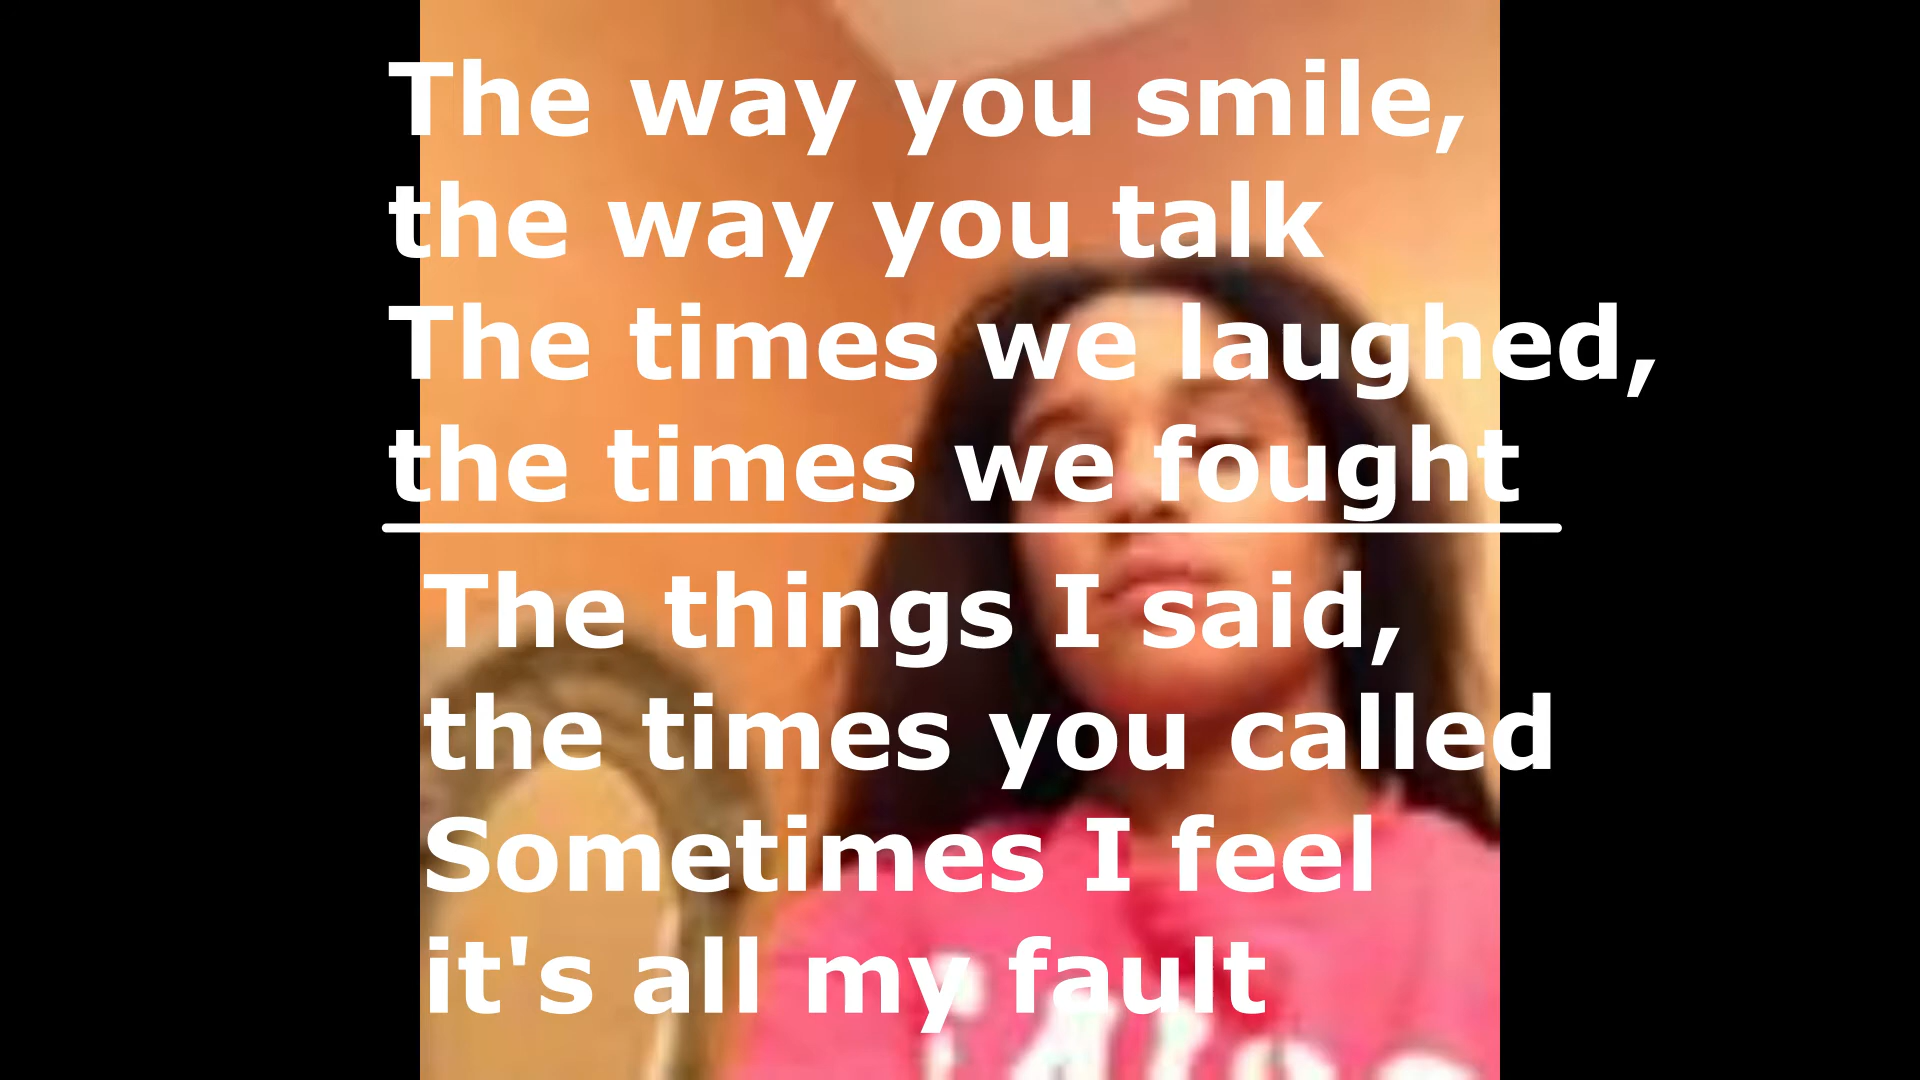 The way you smile,
the way you talk
The times we laughed,
the times we fought
The things I said,
the times you called
Sometimes I feel
it's all my fault